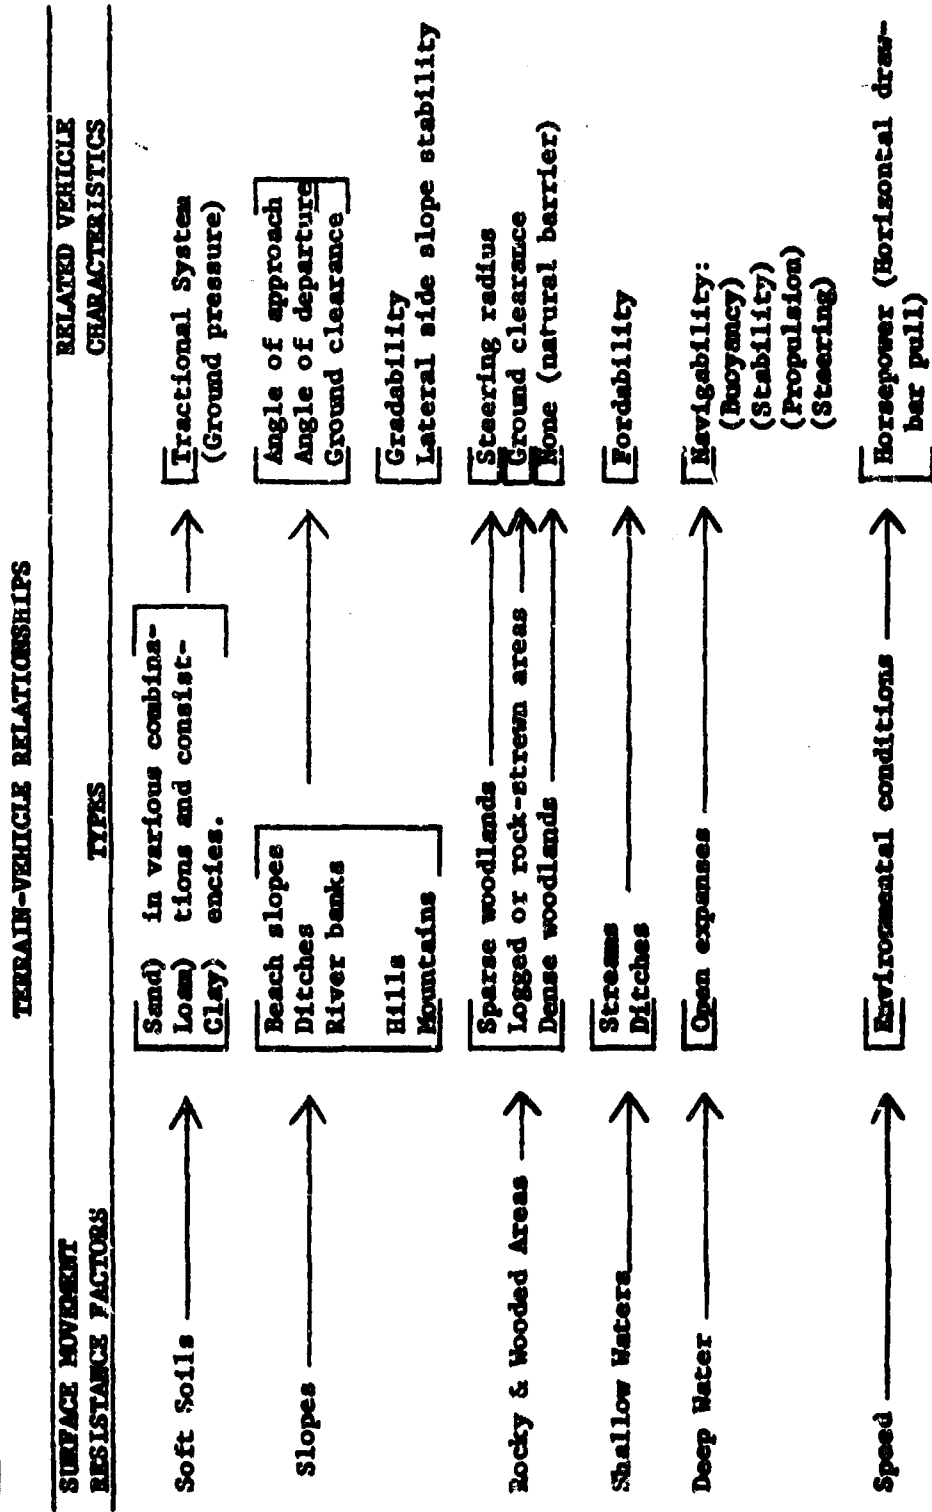 TERRAIN-VEHICLE RELATIONSHIPS
SURFACE MOVEMENT
RESISTANCE FACTORS
TYPES
RELATED VEHICLE
CHARACTERISTICS
Soft Soils
Sand) in various combina-
Loam) tions and consist-
Clay) encies.
Tractional System
(Ground pressure)
Slopes
Beach slopes
Ditches
River banks
Hills
Mountains
Angle of approach
Angle of departure
Ground clearance
Gradability
Lateral side slope stability
Rocky & Wooded Areas
Sparse woodlands
Logged or rock-strewn areas
Dense woodlands
Steering radius
Ground clearance
None (natural barrier)
Shallow Waters
Streams
Ditches
Fordability
Deep Water
Open expanses
Navigability:
(Buoyancy)
(Stability)
(Propulsion)
(Steering)
Speed
Environmental conditions
Horsepower (Horizontal draw-
bar pull)